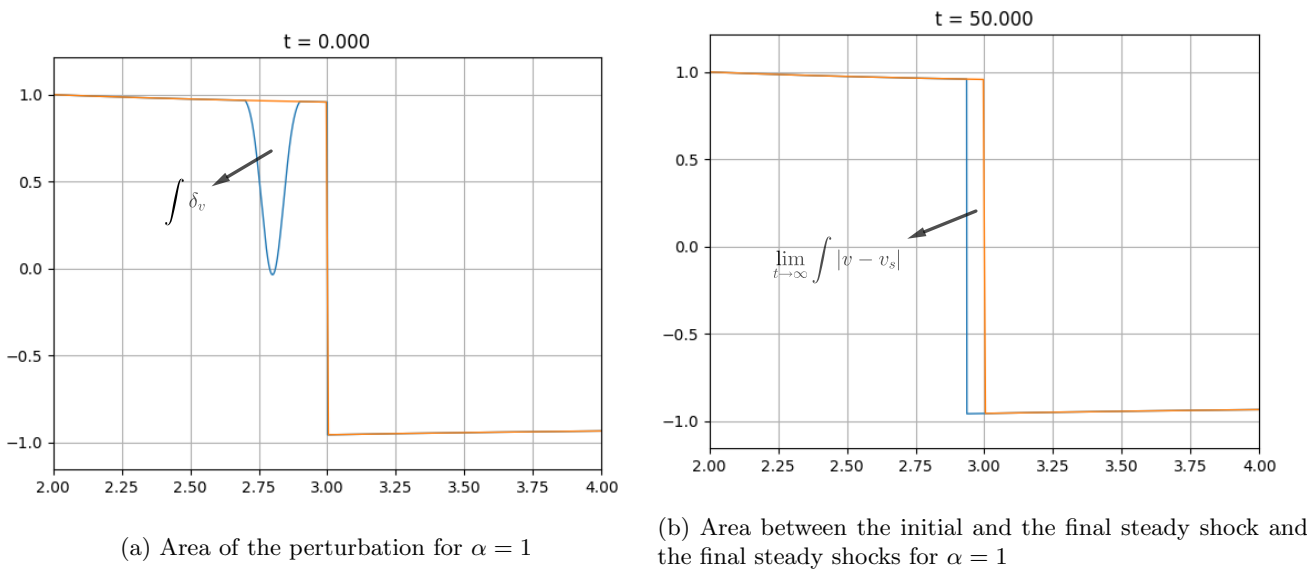 t = 0.000
1.0
0.5
0.0
−0.5
−1.0
∫ δ_v
2.00 2.25 2.50 2.75 3.00 3.25 3.50 3.75 4.00
(a) Area of the perturbation for α = 1
t = 50.000
1.0
0.5
0.0
−0.5
−1.0
lim_{t→∞} ∫ |v − v_s|
2.00 2.25 2.50 2.75 3.00 3.25 3.50 3.75 4.00
(b) Area between the initial and the final steady shock and
the final steady shocks for α = 1